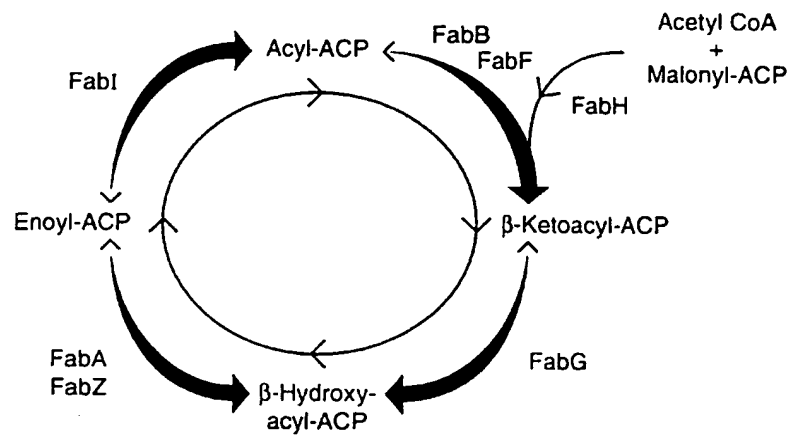 Acetyl CoA
+
Malonyl-ACP
FabB
FabF
FabH
Acyl-ACP
FabI
Enoyl-ACP
β-Ketoacyl-ACP
FabA
FabZ
β-Hydroxy-
acyl-ACP
FabG